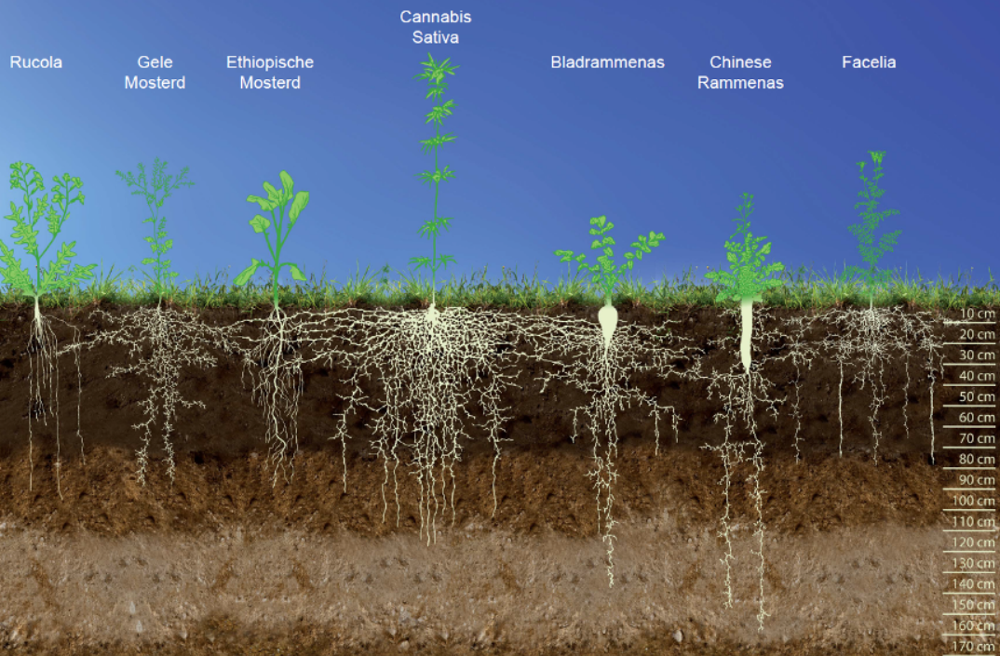 Cannabis
Sativa
Rucola
Gele
Mosterd
Ethiopische
Mosterd
Bladrammenas
Chinese
Rammenas
Facelia
10 cm
20 cm
30 cm
40 cm
50 cm
60 cm
70 cm
80 cm
90 cm
100 cm
110 cm
120 cm
130 cm
140 cm
150 cm
160 cm
170 cm